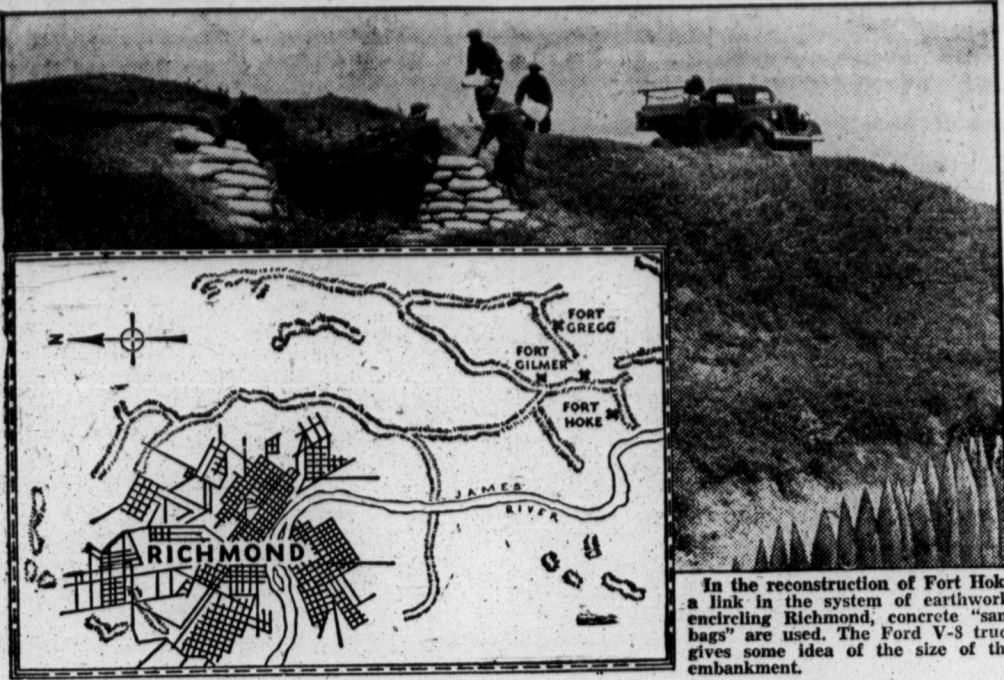 N
FORT
GREGG
FORT
GILMER
FORT
HOKE
JAMES
RIVER
RICHMOND
In the reconstruction of Fort Hok
a link in the system of earthwork
encircling Richmond, concrete "san
bags" are used. The Ford V-8 truc
gives some idea of the size of th
embankment.